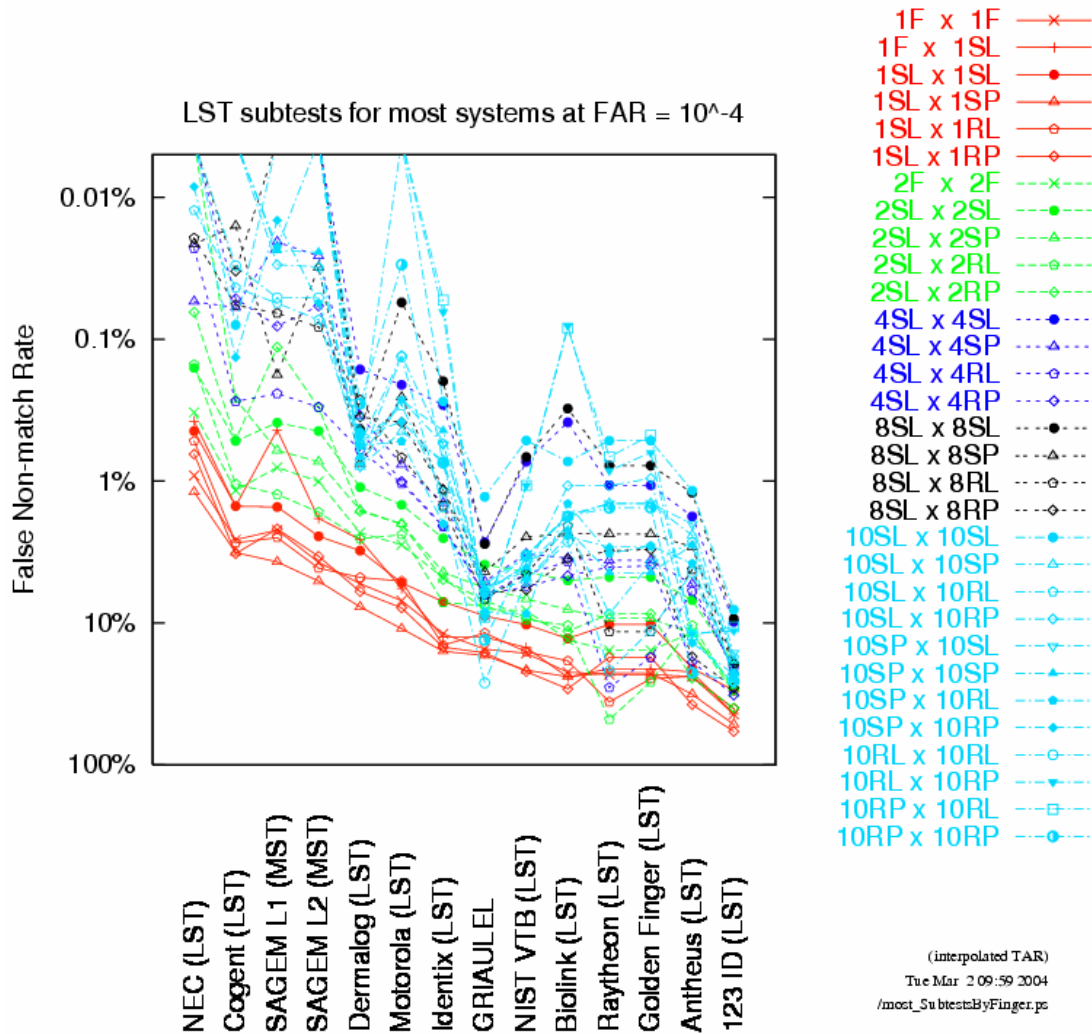 LST subtests for most systems at FAR = 10^-4
False Non-match Rate
0.01%
0.1%
1%
10%
100%
NEC (LST)
Cogent (LST)
SAGEM L1 (MST)
SAGEM L2 (MST)
Dermalog (LST)
Motorola (LST)
Identix (LST)
GRIAULEL
NIST VTB (LST)
Biolink (LST)
Raytheon (LST)
Golden Finger (LST)
Antheus (LST)
123 ID (LST)
1F x 1F
1F x 1SL
1SL x 1SL
1SL x 1SP
1SL x 1RL
1SL x 1RP
2F x 2F
2SL x 2SL
2SL x 2SP
2SL x 2RL
2SL x 2RP
4SL x 4SL
4SL x 4SP
4SL x 4RL
4SL x 4RP
8SL x 8SL
8SL x 8SP
8SL x 8RL
8SL x 8RP
10SL x 10SL
10SL x 10SP
10SL x 10RL
10SL x 10RP
10SP x 10SL
10SP x 10SP
10SP x 10RL
10SP x 10RP
10RL x 10RL
10RL x 10RP
10RP x 10RL
10RP x 10RP
(interpolated TAR)
Tue Mar 2 09:59 2004
/most_SubtestsByFinger.ps